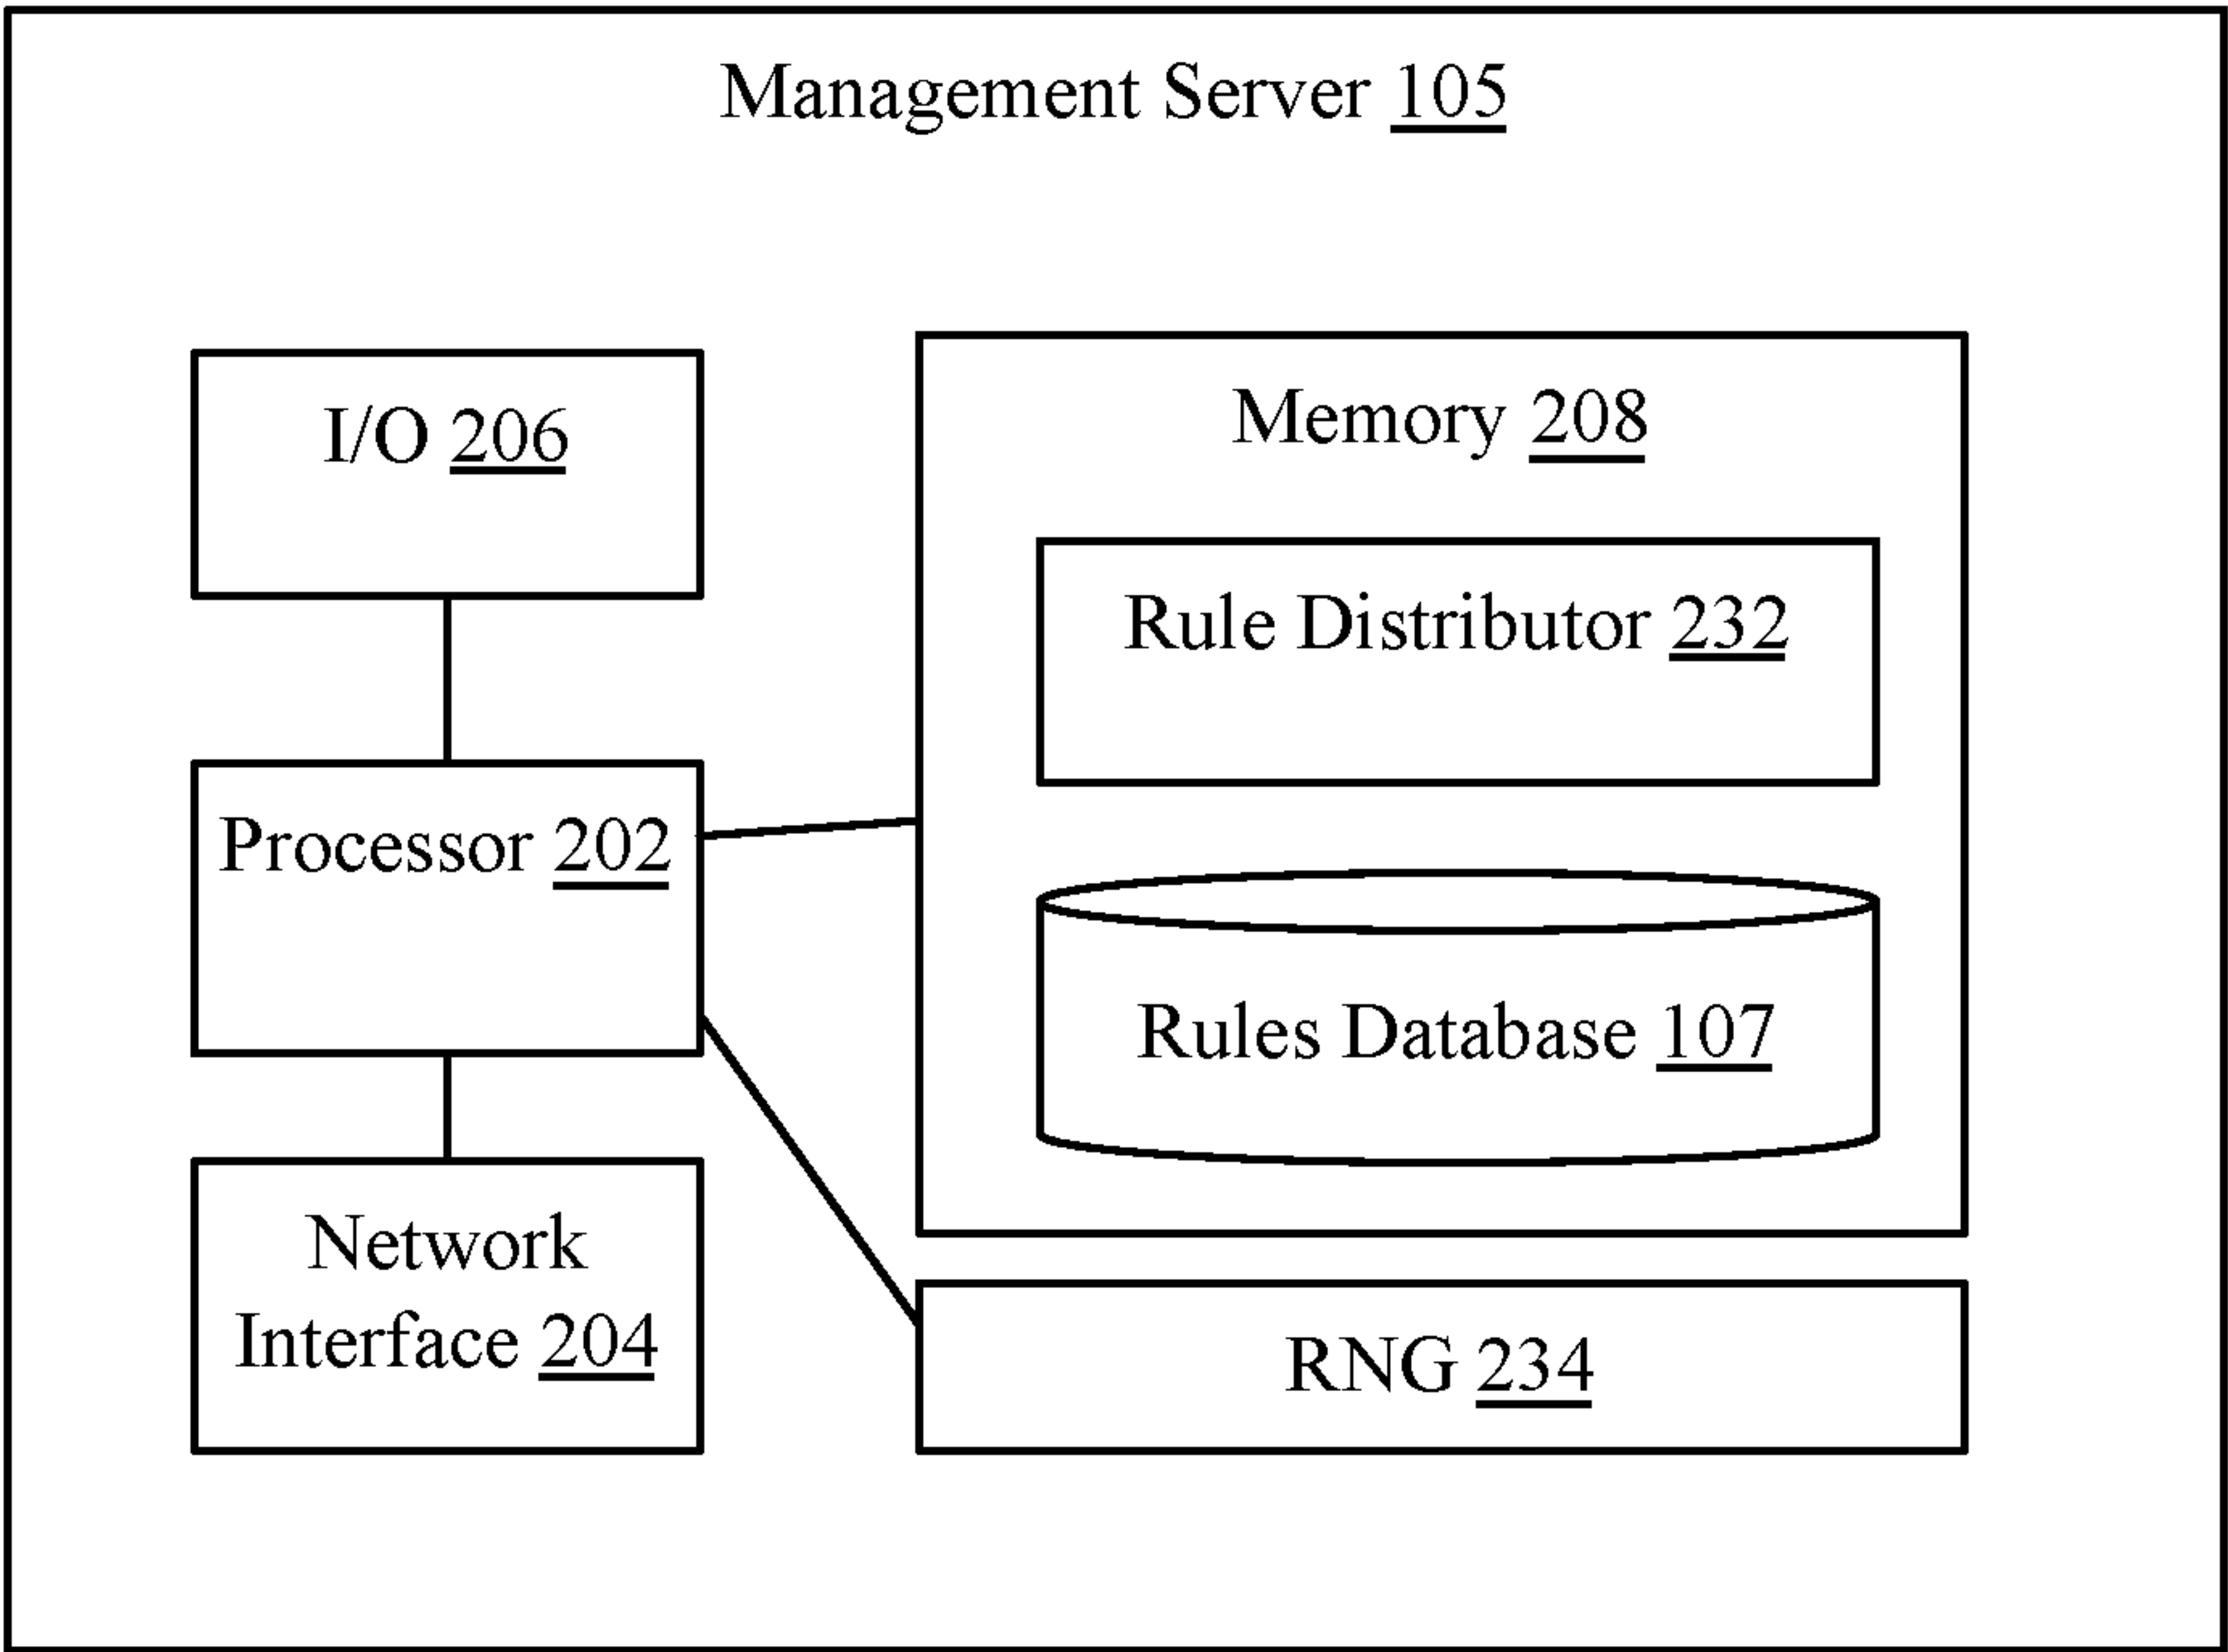 Management Server 105
I/O 206
Memory 208
Rule Distributor 232
Processor 202
Rules Database 107
Network
Interface 204
RNG 234